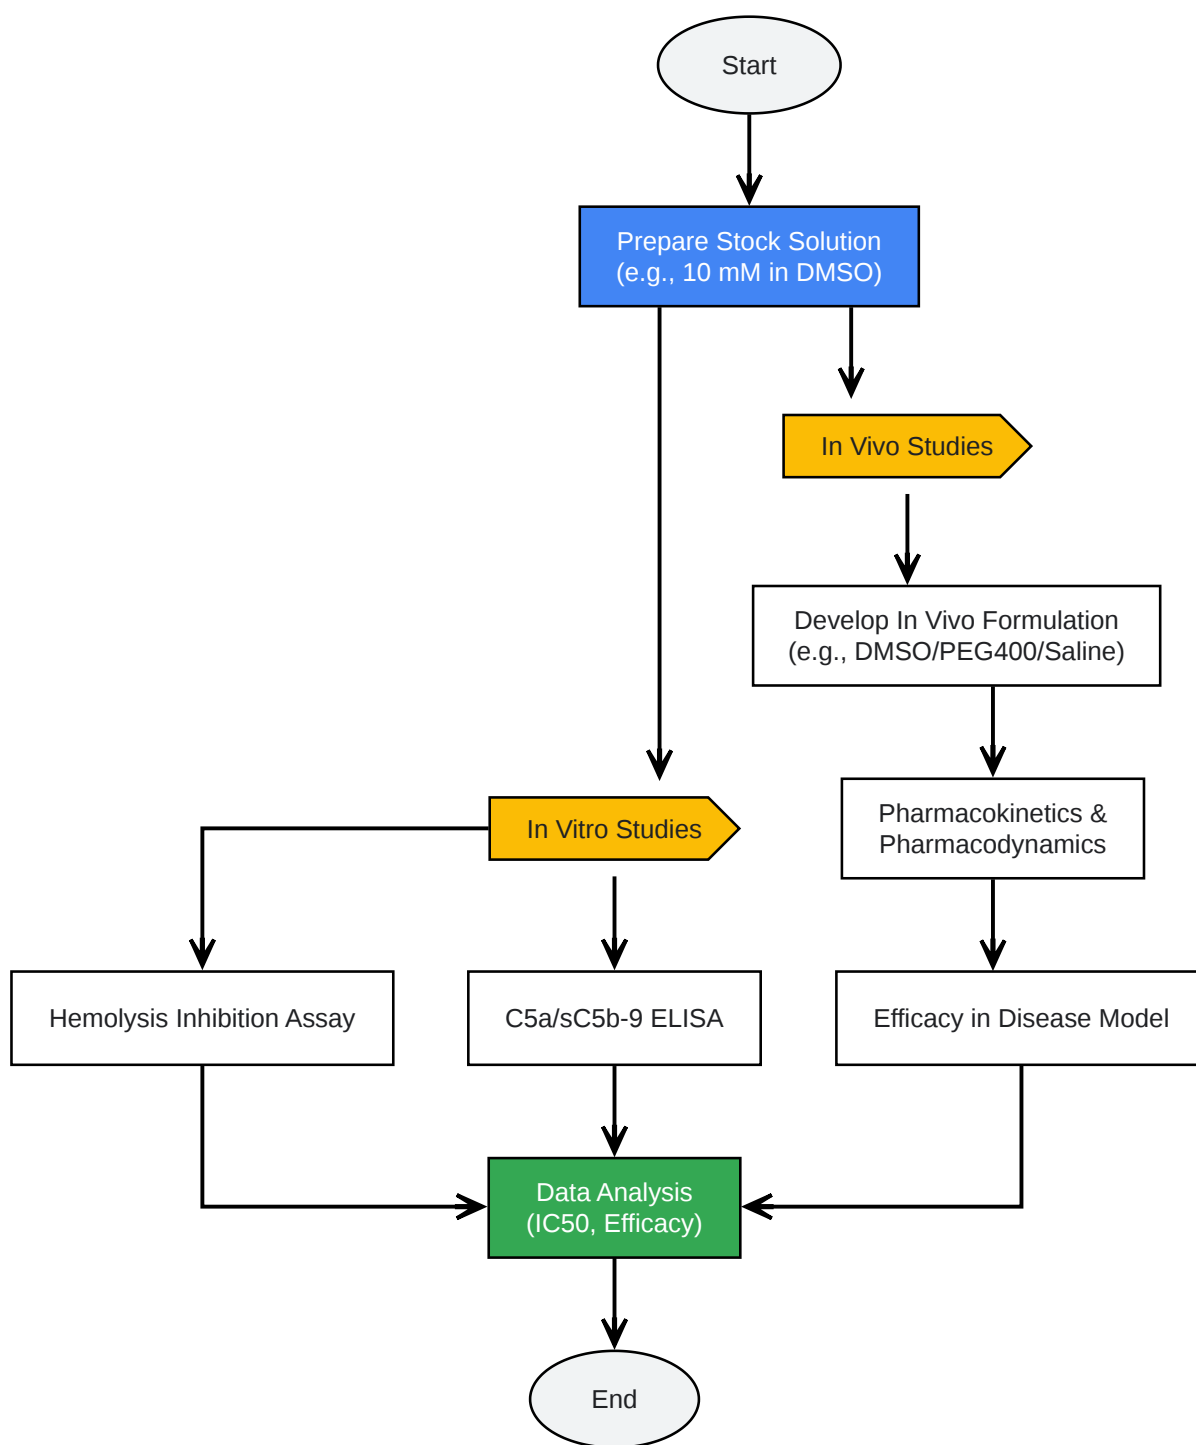 Start
Prepare Stock Solution
(e.g., 10 mM in DMSO)
In Vivo Studies
Develop In Vivo Formulation
(e.g., DMSO/PEG400/Saline)
In Vitro Studies
Pharmacokinetics &
Pharmacodynamics
Hemolysis Inhibition Assay
C5a/sC5b-9 ELISA
Efficacy in Disease Model
Data Analysis
(IC50, Efficacy)
End